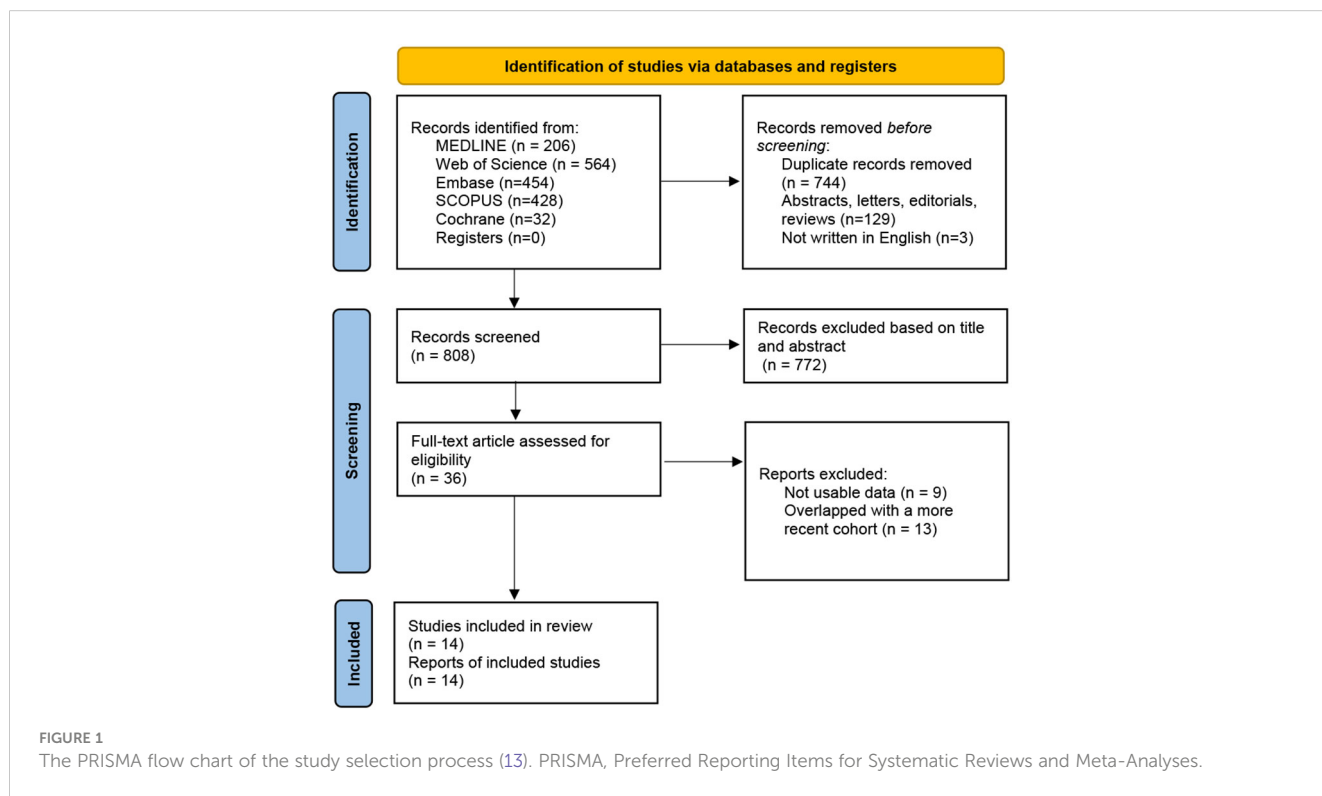 Identification of studies via databases and registers
Identification
Records identified from:
MEDLINE (n = 206)
Web of Science (n = 564)
Embase (n=454)
SCOPUS (n=428)
Cochrane (n=32)
Registers (n=0)
Records removed before
screening:
Duplicate records removed
(n = 744)
Abstracts, letters, editorials,
reviews (n=129)
Not written in English (n=3)
Screening
Records screened
(n = 808)
Records excluded based on title
and abstract
(n = 772)
Full-text article assessed for
eligibility
(n = 36)
Reports excluded:
Not usable data (n = 9)
Overlapped with a more
recent cohort (n = 13)
Included
Studies included in review
(n = 14)
Reports of included studies
(n = 14)
FIGURE 1
The PRISMA flow chart of the study selection process (13). PRISMA, Preferred Reporting Items for Systematic Reviews and Meta-Analyses.